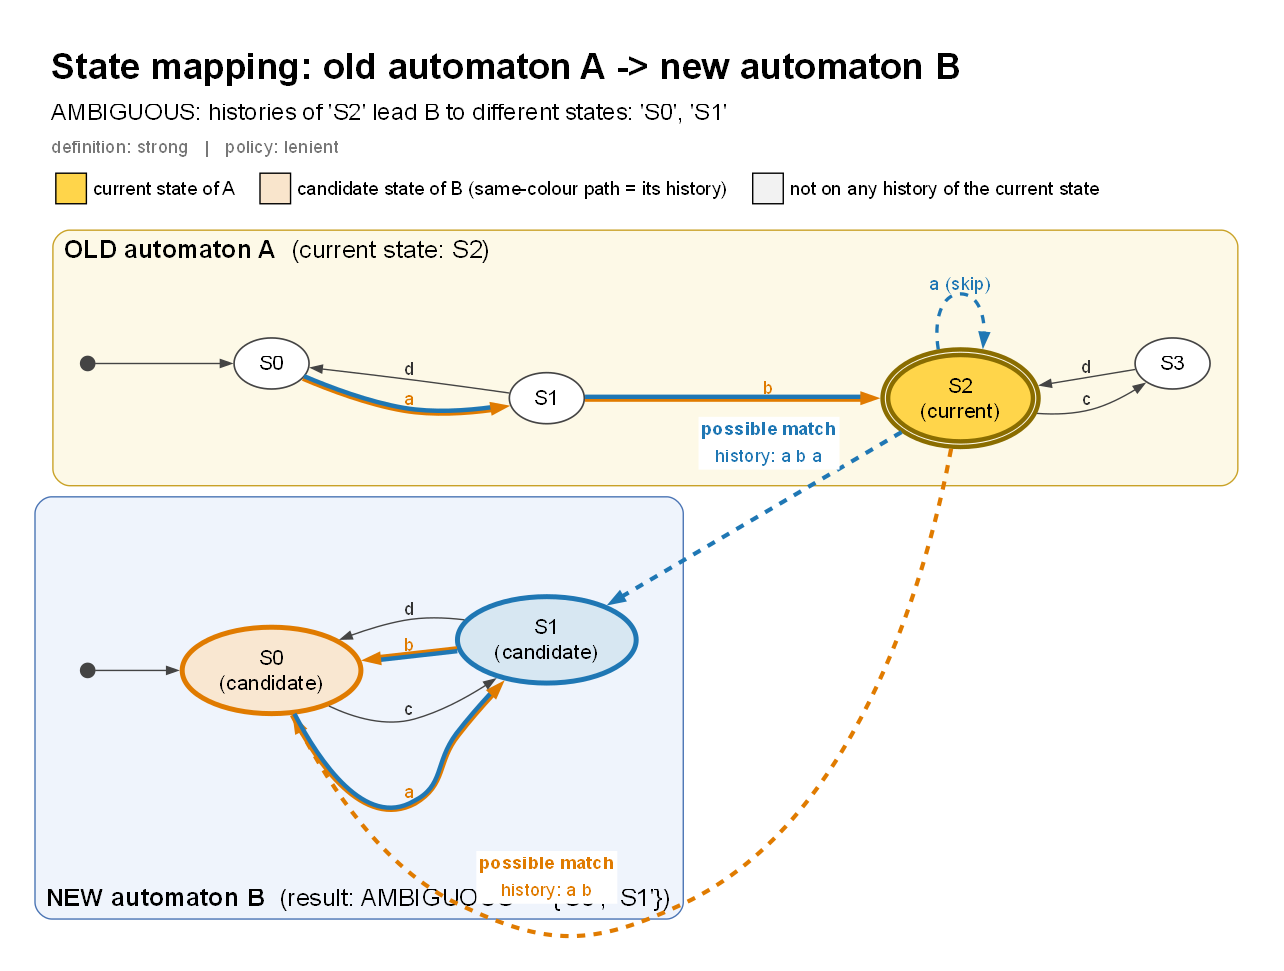 State mapping: old automaton A -> new automaton B
AMBIGUOUS: histories of 'S2' lead B to different states: 'S0', 'S1'
definition: strong | policy: lenient
current state of A
candidate state of B (same-colour path = its history)
not on any history of the current state
OLD automaton A (current state: S2)
a (skip)
S0
d
a
S1
b
S2
(current)
d
c
S3
possible match
history: a b a
d
S1
(candidate)
b
S0
(candidate)
c
a
possible match
history: a b
NEW automaton B (result: AMBIGUO
S1'})